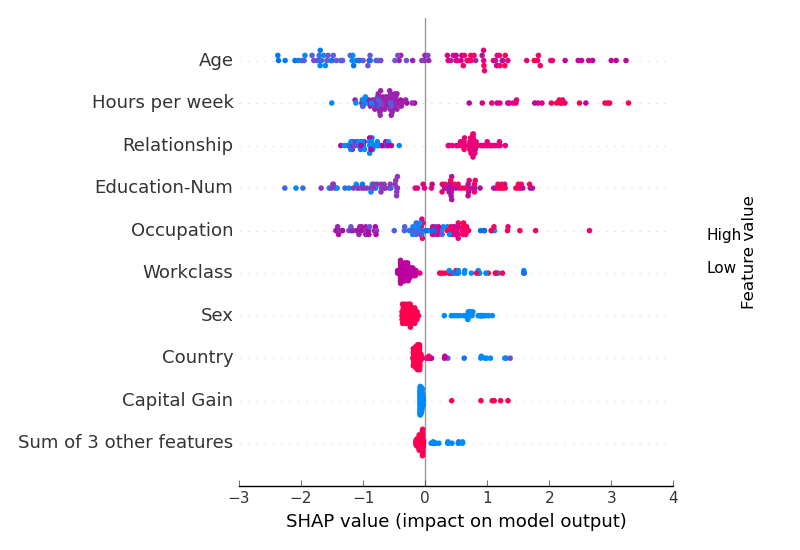 Age
Hours per week
Relationship
Education-Num
Occupation
Workclass
Sex
Country
Capital Gain
Sum of 3 other features
−3 −2 −1 0 1 2 3 4
SHAP value (impact on model output)
High
Low
Feature value